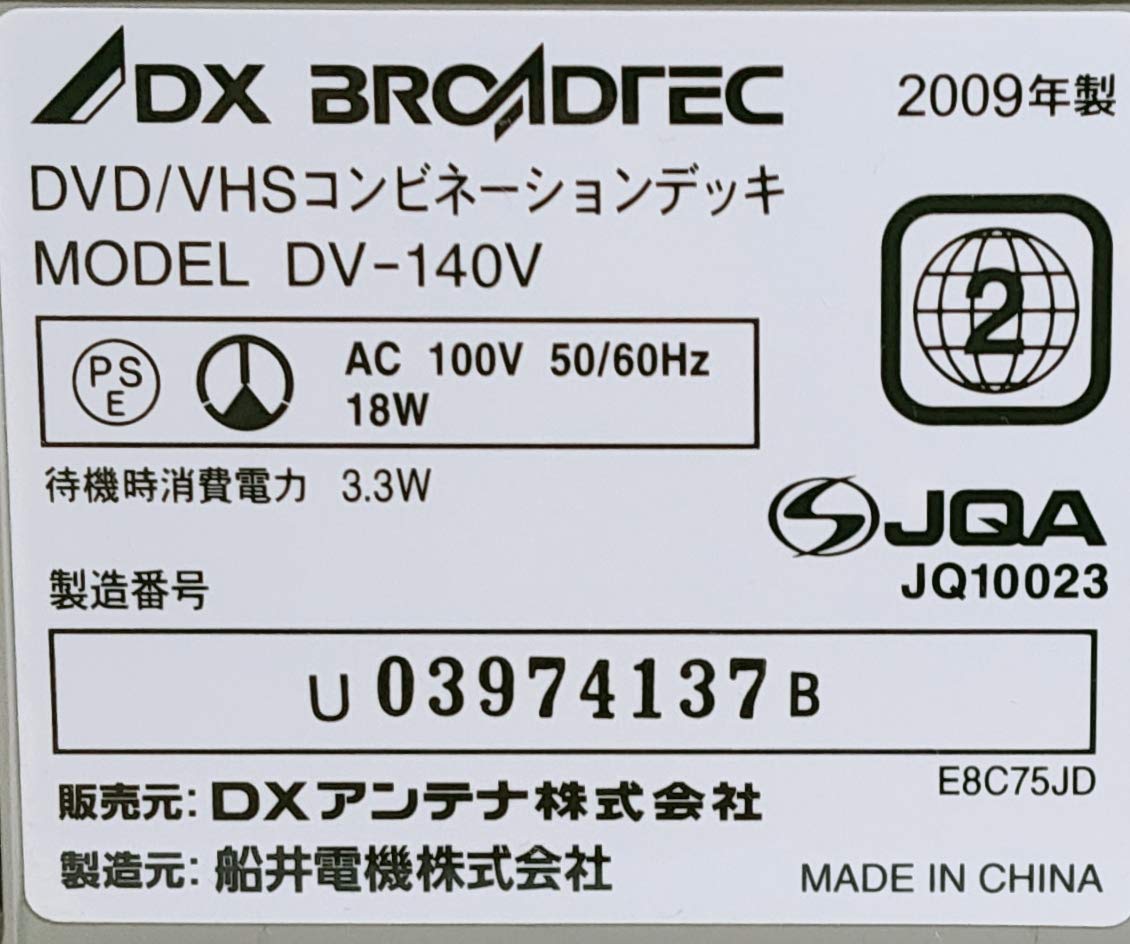 DX BROADTEC
2009年製
DVD/VHSコンビネーションデッキ
MODEL DV-140V
2
PSE
AC 100V 50/60Hz
18W
待機時消費電力 3.3W
JQA
JQ10023
製造番号
U 03974137 B
E8C75JD
販売元: DXアンテナ株式会社
製造元: 船井電機株式会社
MADE IN CHINA